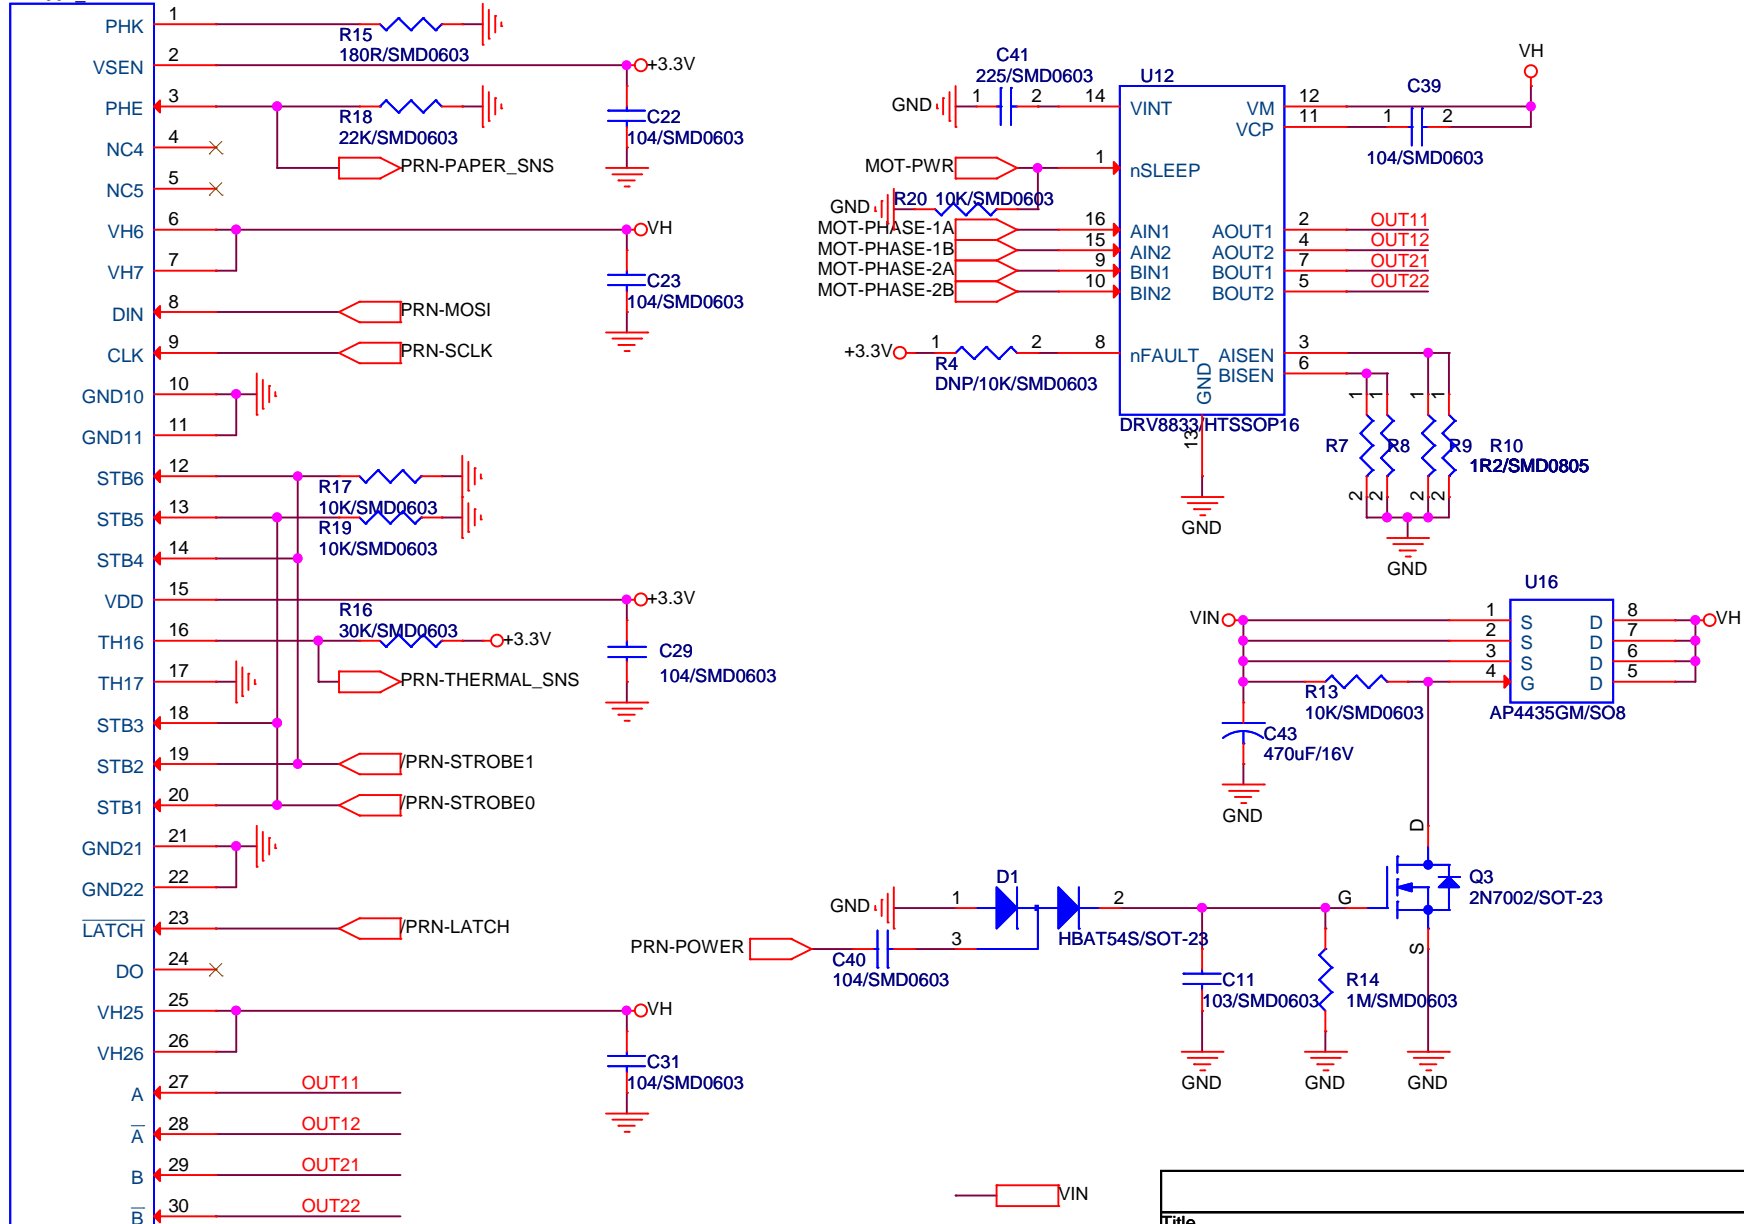 PHK 1
R15
180R/SMD0603
VSEN 2
+3.3V
PHE 3
R18
22K/SMD0603
C22
104/SMD0603
NC4 4
PRN-PAPER_SNS
NC5 5
VH6 6
VH
VH7 7
C23
104/SMD0603
DIN 8
PRN-MOSI
CLK 9
PRN-SCLK
GND10 10
GND11 11
STB6 12
R17
10K/SMD0603
STB5 13
R19
10K/SMD0603
STB4 14
VDD 15
+3.3V
R16
30K/SMD0603
TH16 16
+3.3V
C29
104/SMD0603
TH17 17
PRN-THERMAL_SNS
STB3 18
STB2 19
/PRN-STROBE1
STB1 20
/PRN-STROBE0
GND21 21
GND22 22
LATCH 23
/PRN-LATCH
DO 24
VH25 25
VH
VH26 26
C31
104/SMD0603
A 27
OUT11
A 28
OUT12
B 29
OUT21
B 30
OUT22
C41
225/SMD0603
GND 1 2 14 VINT
U12
VM 12
VCP 11
VH
C39
1 2
104/SMD0603
MOT-PWR 1 nSLEEP
GND R20 10K/SMD0603
MOT-PHASE-1A 16 AIN1
MOT-PHASE-1B 15 AIN2
MOT-PHASE-2A 9 BIN1
MOT-PHASE-2B 10 BIN2
AOUT1 2 OUT11
AOUT2 4 OUT12
BOUT1 7 OUT21
BOUT2 5 OUT22
+3.3V 1 2 8 nFAULT
R4
DNP/10K/SMD0603
AISEN 3
BISEN 6
GND
13
DRV8833/HTSSOP16
GND
1 1 1 1
R7 R8 R9 R10
1R2/SMD0805
2 2 2 2
GND
U16
VIN 1 S D 8 VH
2 S D 7
3 S D 6
4 G D 5
R13
10K/SMD0603
AP4435GM/SO8
C43
470uF/16V
GND
D
Q3
2N7002/SOT-23
G
S
D1
GND 1 2
HBAT54S/SOT-23
PRN-POWER 3
C40
104/SMD0603
C11
103/SMD0603
R14
1M/SMD0603
GND GND GND
VIN
Title